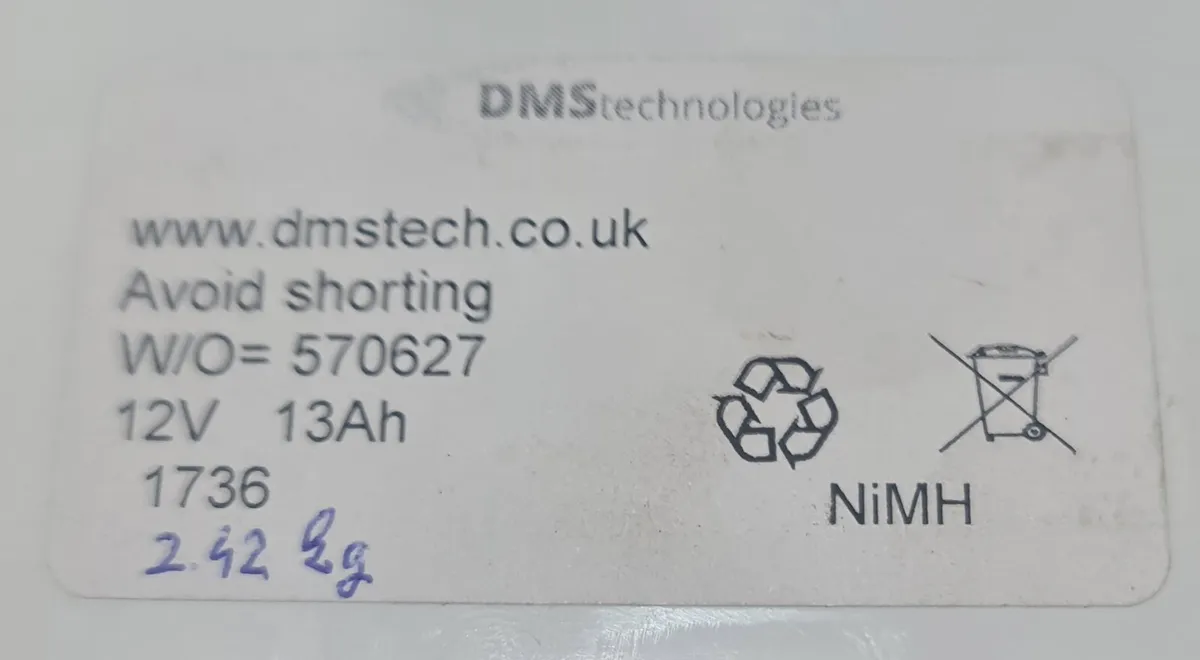 DMStechnologies
www.dmstech.co.uk
Avoid shorting
W/O= 570627
12V 13Ah
1736
2.42 kg
NiMH